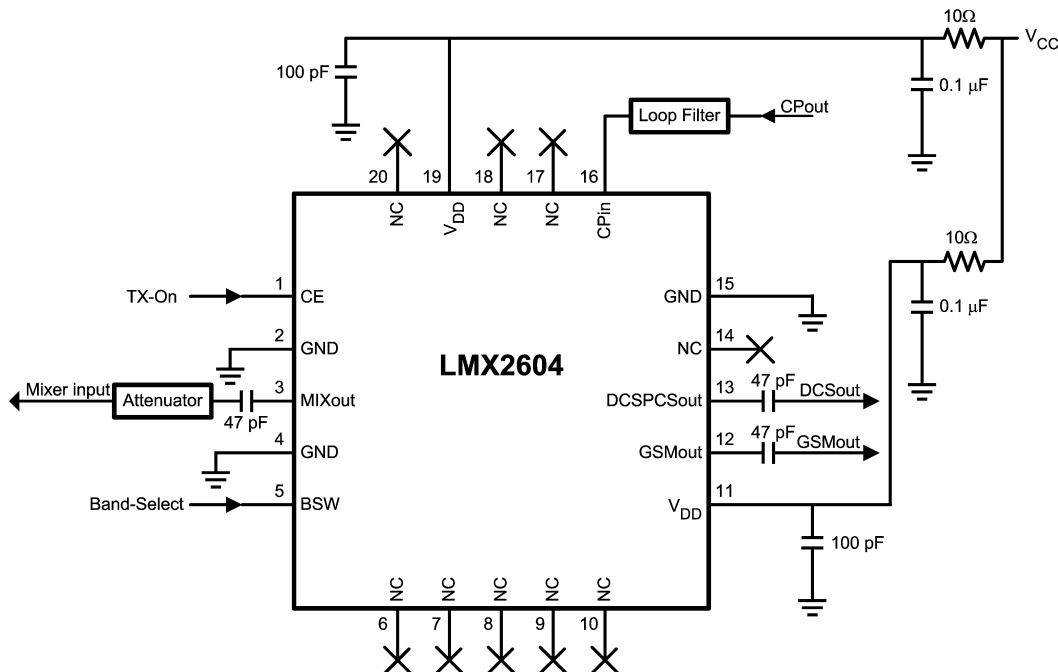 10Ω
VCC
100 pF
0.1 µF
Loop Filter
CPout
20
19
18
17
16
NC
VDD
NC
NC
CPin
10Ω
0.1 µF
TX-On
1
CE
15
GND
2
GND
14
NC
LMX2604
Mixer input
Attenuator
47 pF
3
MIXout
DCSPCSout
13
47 pF
DCSout
4
GND
GSMout
12
47 pF
GSMout
Band-Select
5
BSW
VDD
11
100 pF
NC
NC
NC
NC
NC
6
7
8
9
10